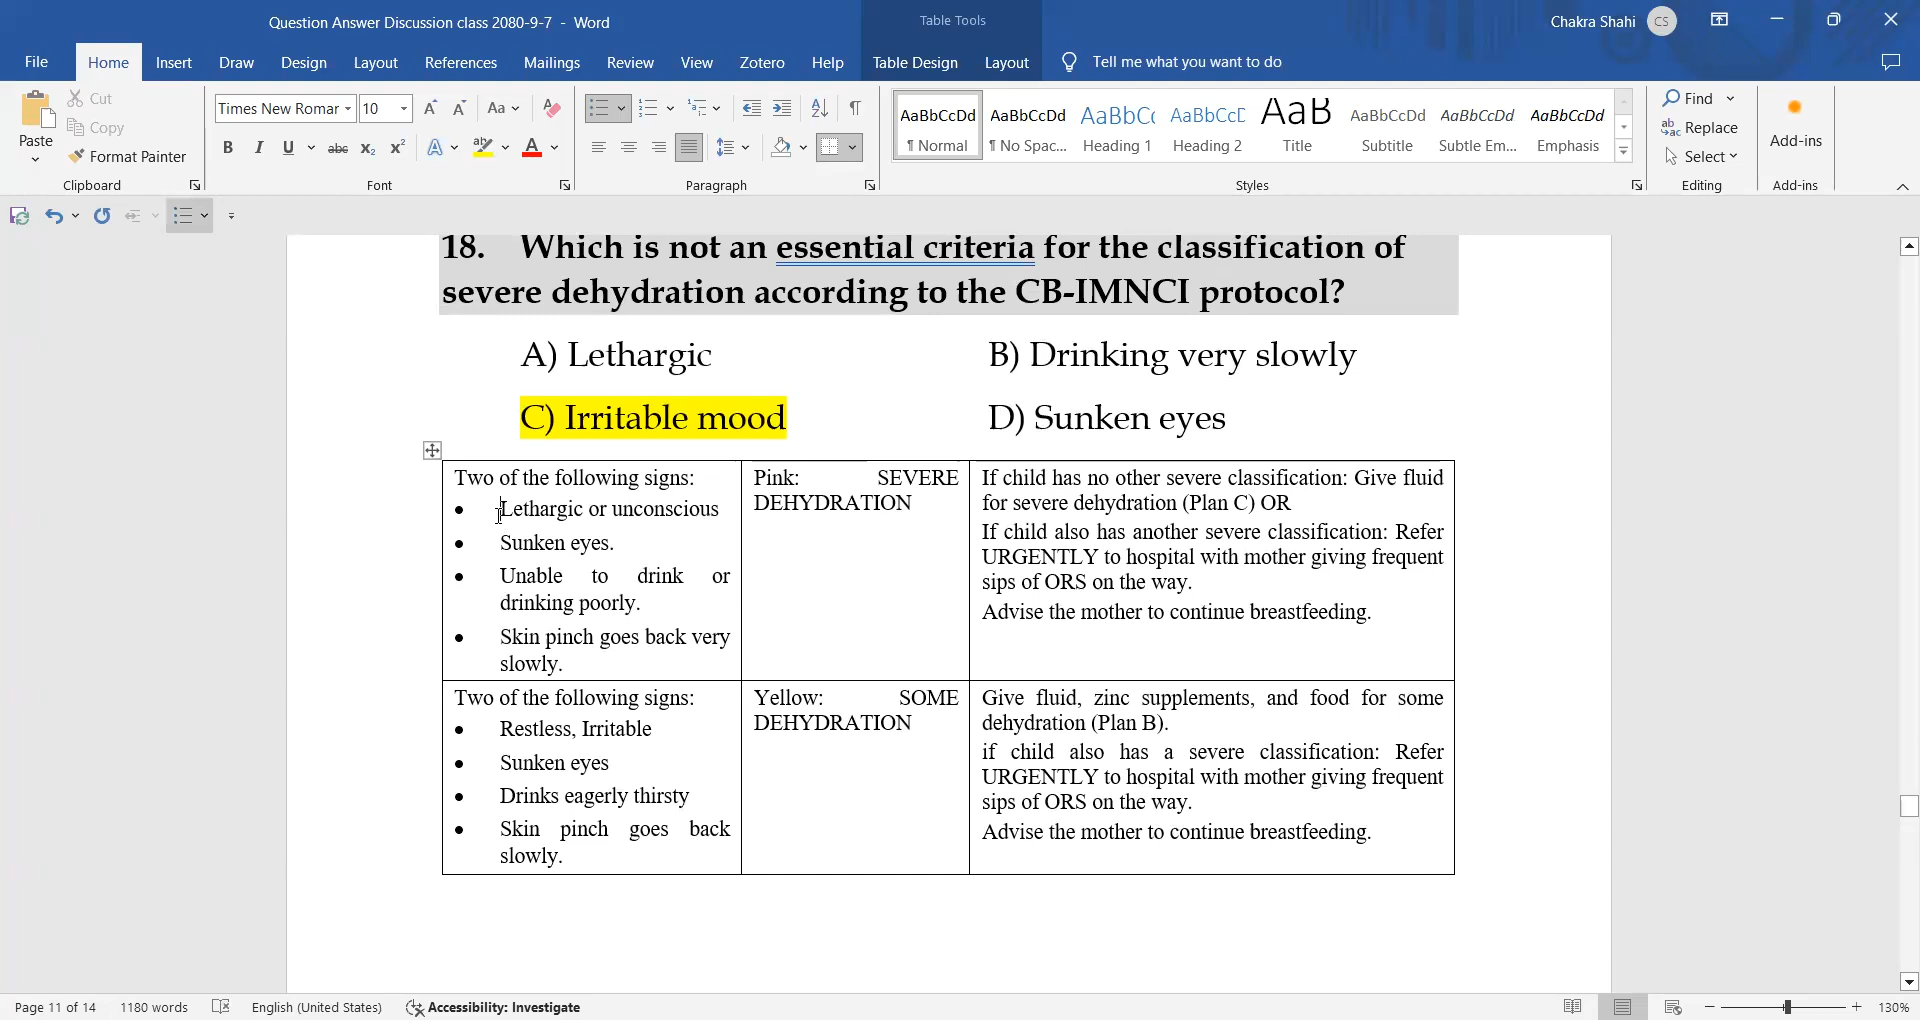 Question Answer Discussion class 2080-9-7 - Word
Table Tools
Chakra Shahi CS
File Home Insert Draw Design Layout References Mailings Review View Zotero Help Table Design Layout Tell me what you want to do
Paste
Cut
Copy
Format Painter
Clipboard
Times New Romar 10
Aa
B I U abc x₂ x² A ab A
Font
Paragraph
AaBbCcDd AaBbCcDd AaBbCc AaBbCcC AaB AaBbCcDd AaBbCcDd AaBbCcDd
¶ Normal ¶ No Spac... Heading 1 Heading 2 Title Subtitle Subtle Em... Emphasis
Styles
Find
Replace
Select
Editing
Add-ins
Add-ins
18. Which is not an essential criteria for the classification of
severe dehydration according to the CB-IMNCI protocol?
A) Lethargic B) Drinking very slowly
C) Irritable mood D) Sunken eyes
Two of the following signs:
• Lethargic or unconscious
• Sunken eyes.
• Unable to drink or
drinking poorly.
• Skin pinch goes back very
slowly.
Pink: SEVERE
DEHYDRATION
If child has no other severe classification: Give fluid
for severe dehydration (Plan C) OR
If child also has another severe classification: Refer
URGENTLY to hospital with mother giving frequent
sips of ORS on the way.
Advise the mother to continue breastfeeding.
Two of the following signs:
• Restless, Irritable
• Sunken eyes
• Drinks eagerly thirsty
• Skin pinch goes back
slowly.
Yellow: SOME
DEHYDRATION
Give fluid, zinc supplements, and food for some
dehydration (Plan B).
if child also has a severe classification: Refer
URGENTLY to hospital with mother giving frequent
sips of ORS on the way.
Advise the mother to continue breastfeeding.
Page 11 of 14 1180 words English (United States) Accessibility: Investigate 130%